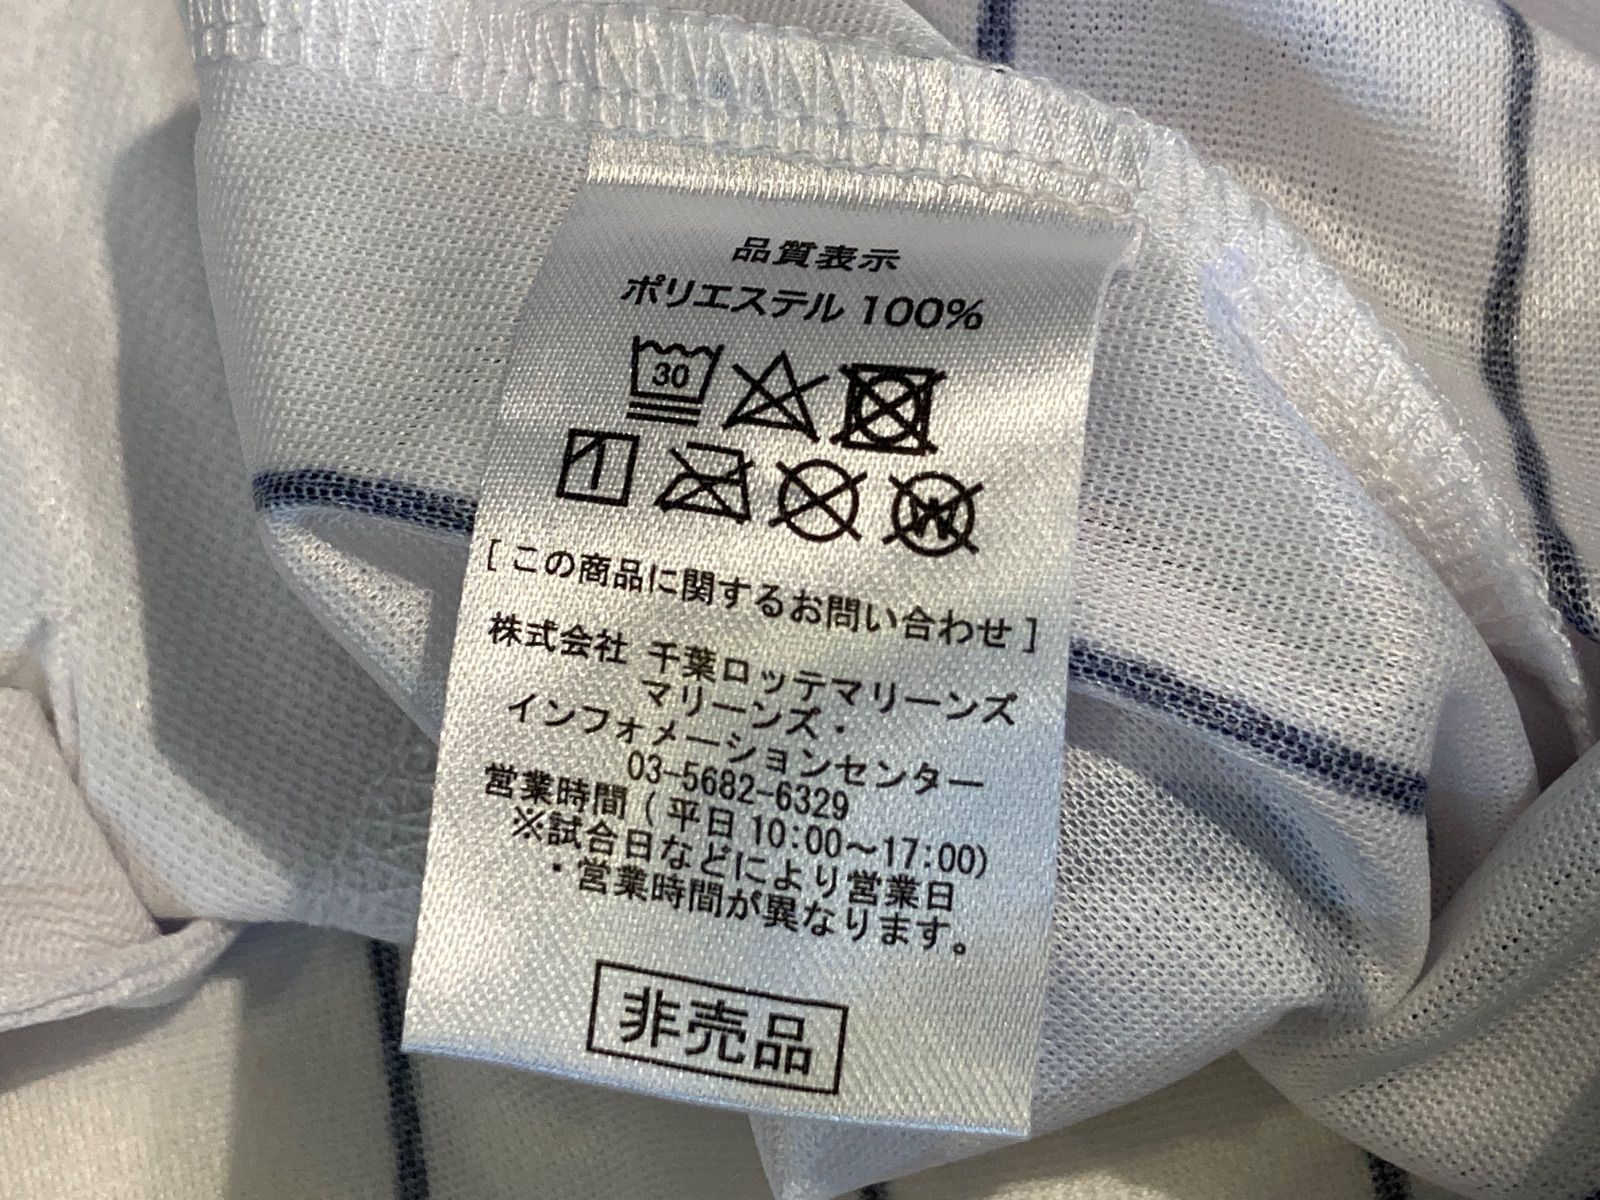 品質表示
ポリエステル 100%
30
W
[ この商品に関するお問い合わせ ]
株式会社 千葉ロッテマリーンズ
マリーンズ・
インフォメーションセンター
03-5682-6329
営業時間 ( 平日 10:00～17:00)
※試合日などにより営業日
・営業時間が異なります。
非売品